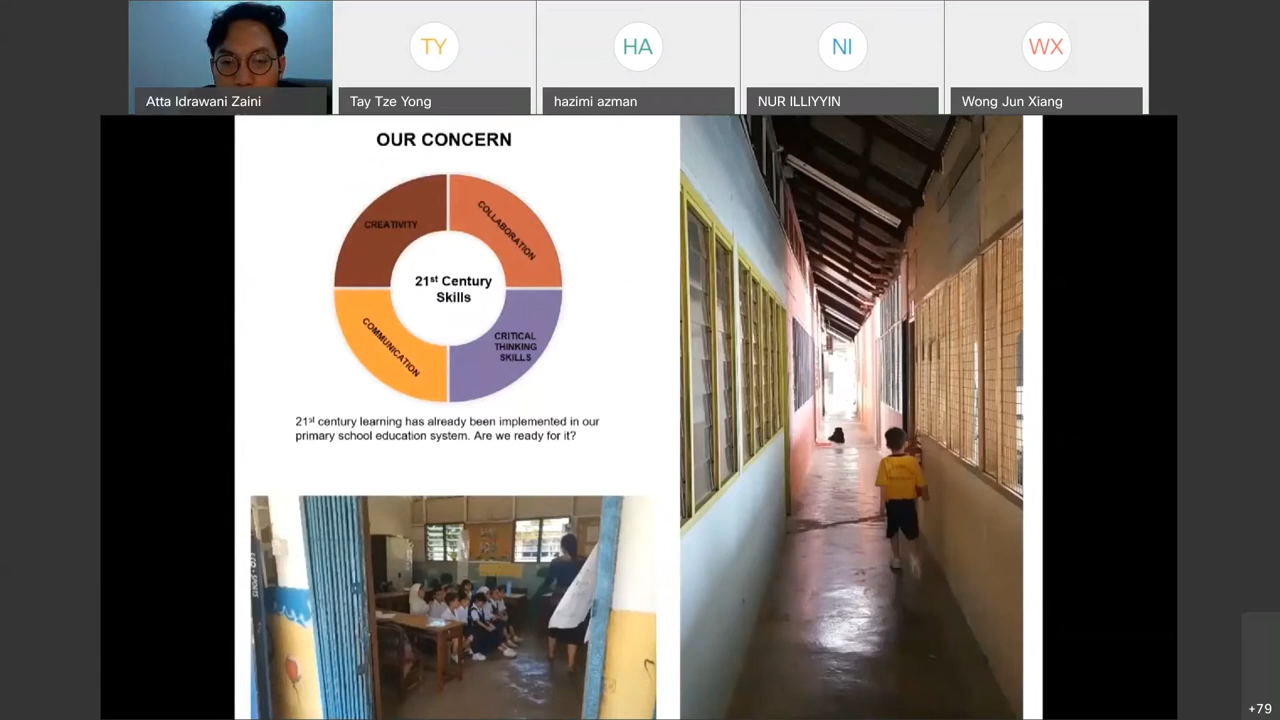 TY
HA
NI
WX
Atta Idrawani Zaini
Tay Tze Yong
hazimi azman
NUR ILLIYYIN
Wong Jun Xiang
OUR CONCERN
CREATIVITY
COLLABORATION
21st Century
Skills
COMMUNICATION
CRITICAL
THINKING
SKILLS
21st century learning has already been implemented in our
primary school education system. Are we ready for it?
+79